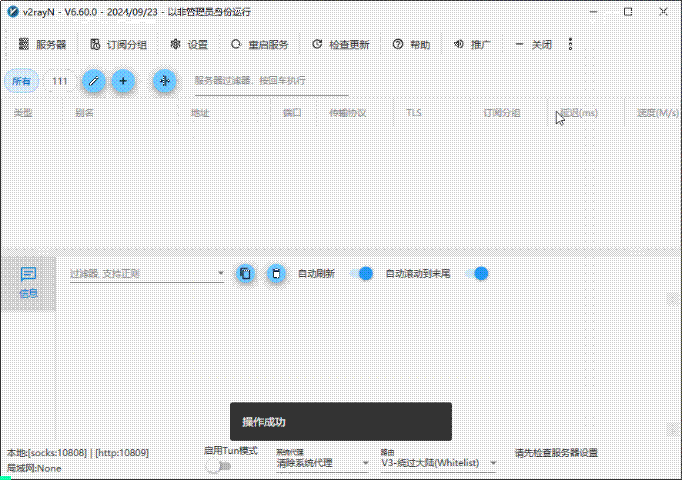 v2rayN - V6.60.0 - 2024/09/23 - 以非管理员身份运行
服务器 订阅分组 设置 重启服务 检查更新 帮助 推广 关闭
所有 111 服务器过滤器，按回车执行
类型 别名 地址 端口 传输协议 TLS 订阅分组 延迟(ms) 速度(M/s)
信息
过滤器,支持正则 自动刷新 自动滚动到末尾
操作成功
本地:[socks:10808] | [http:10809]
局域网:None
启用Tun模式
系统代理
清除系统代理
路由
V3-绕过大陆(Whitelist)
请先检查服务器设置